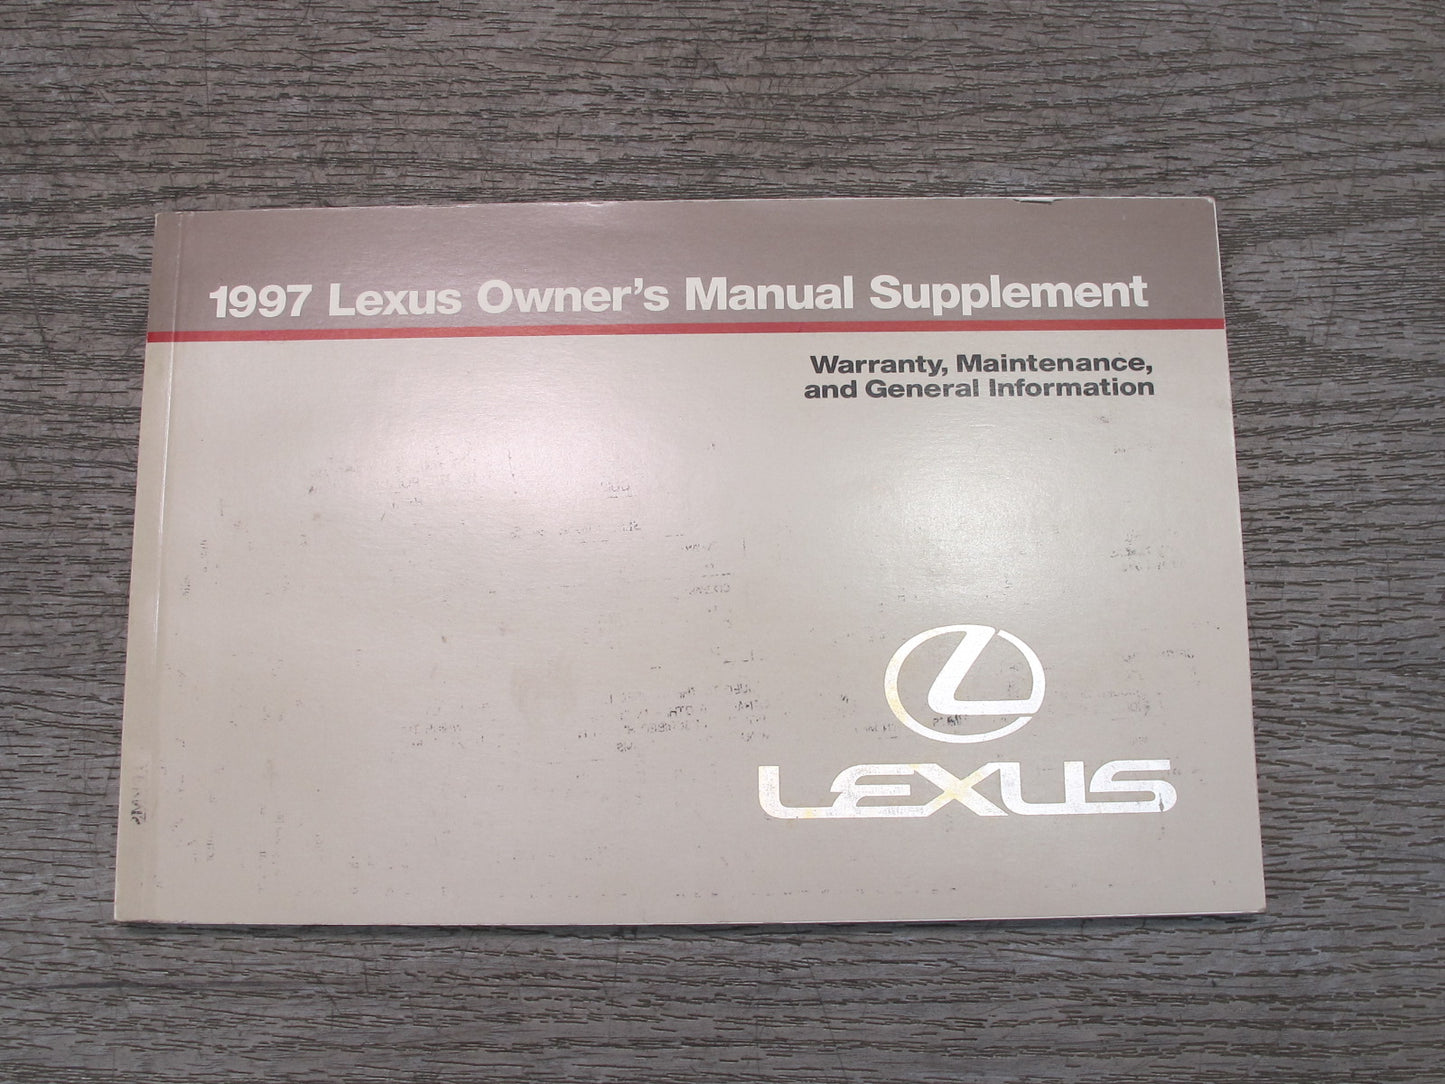 1997 Lexus Owner's Manual Supplement
Warranty, Maintenance,
and General Information
LEXUS